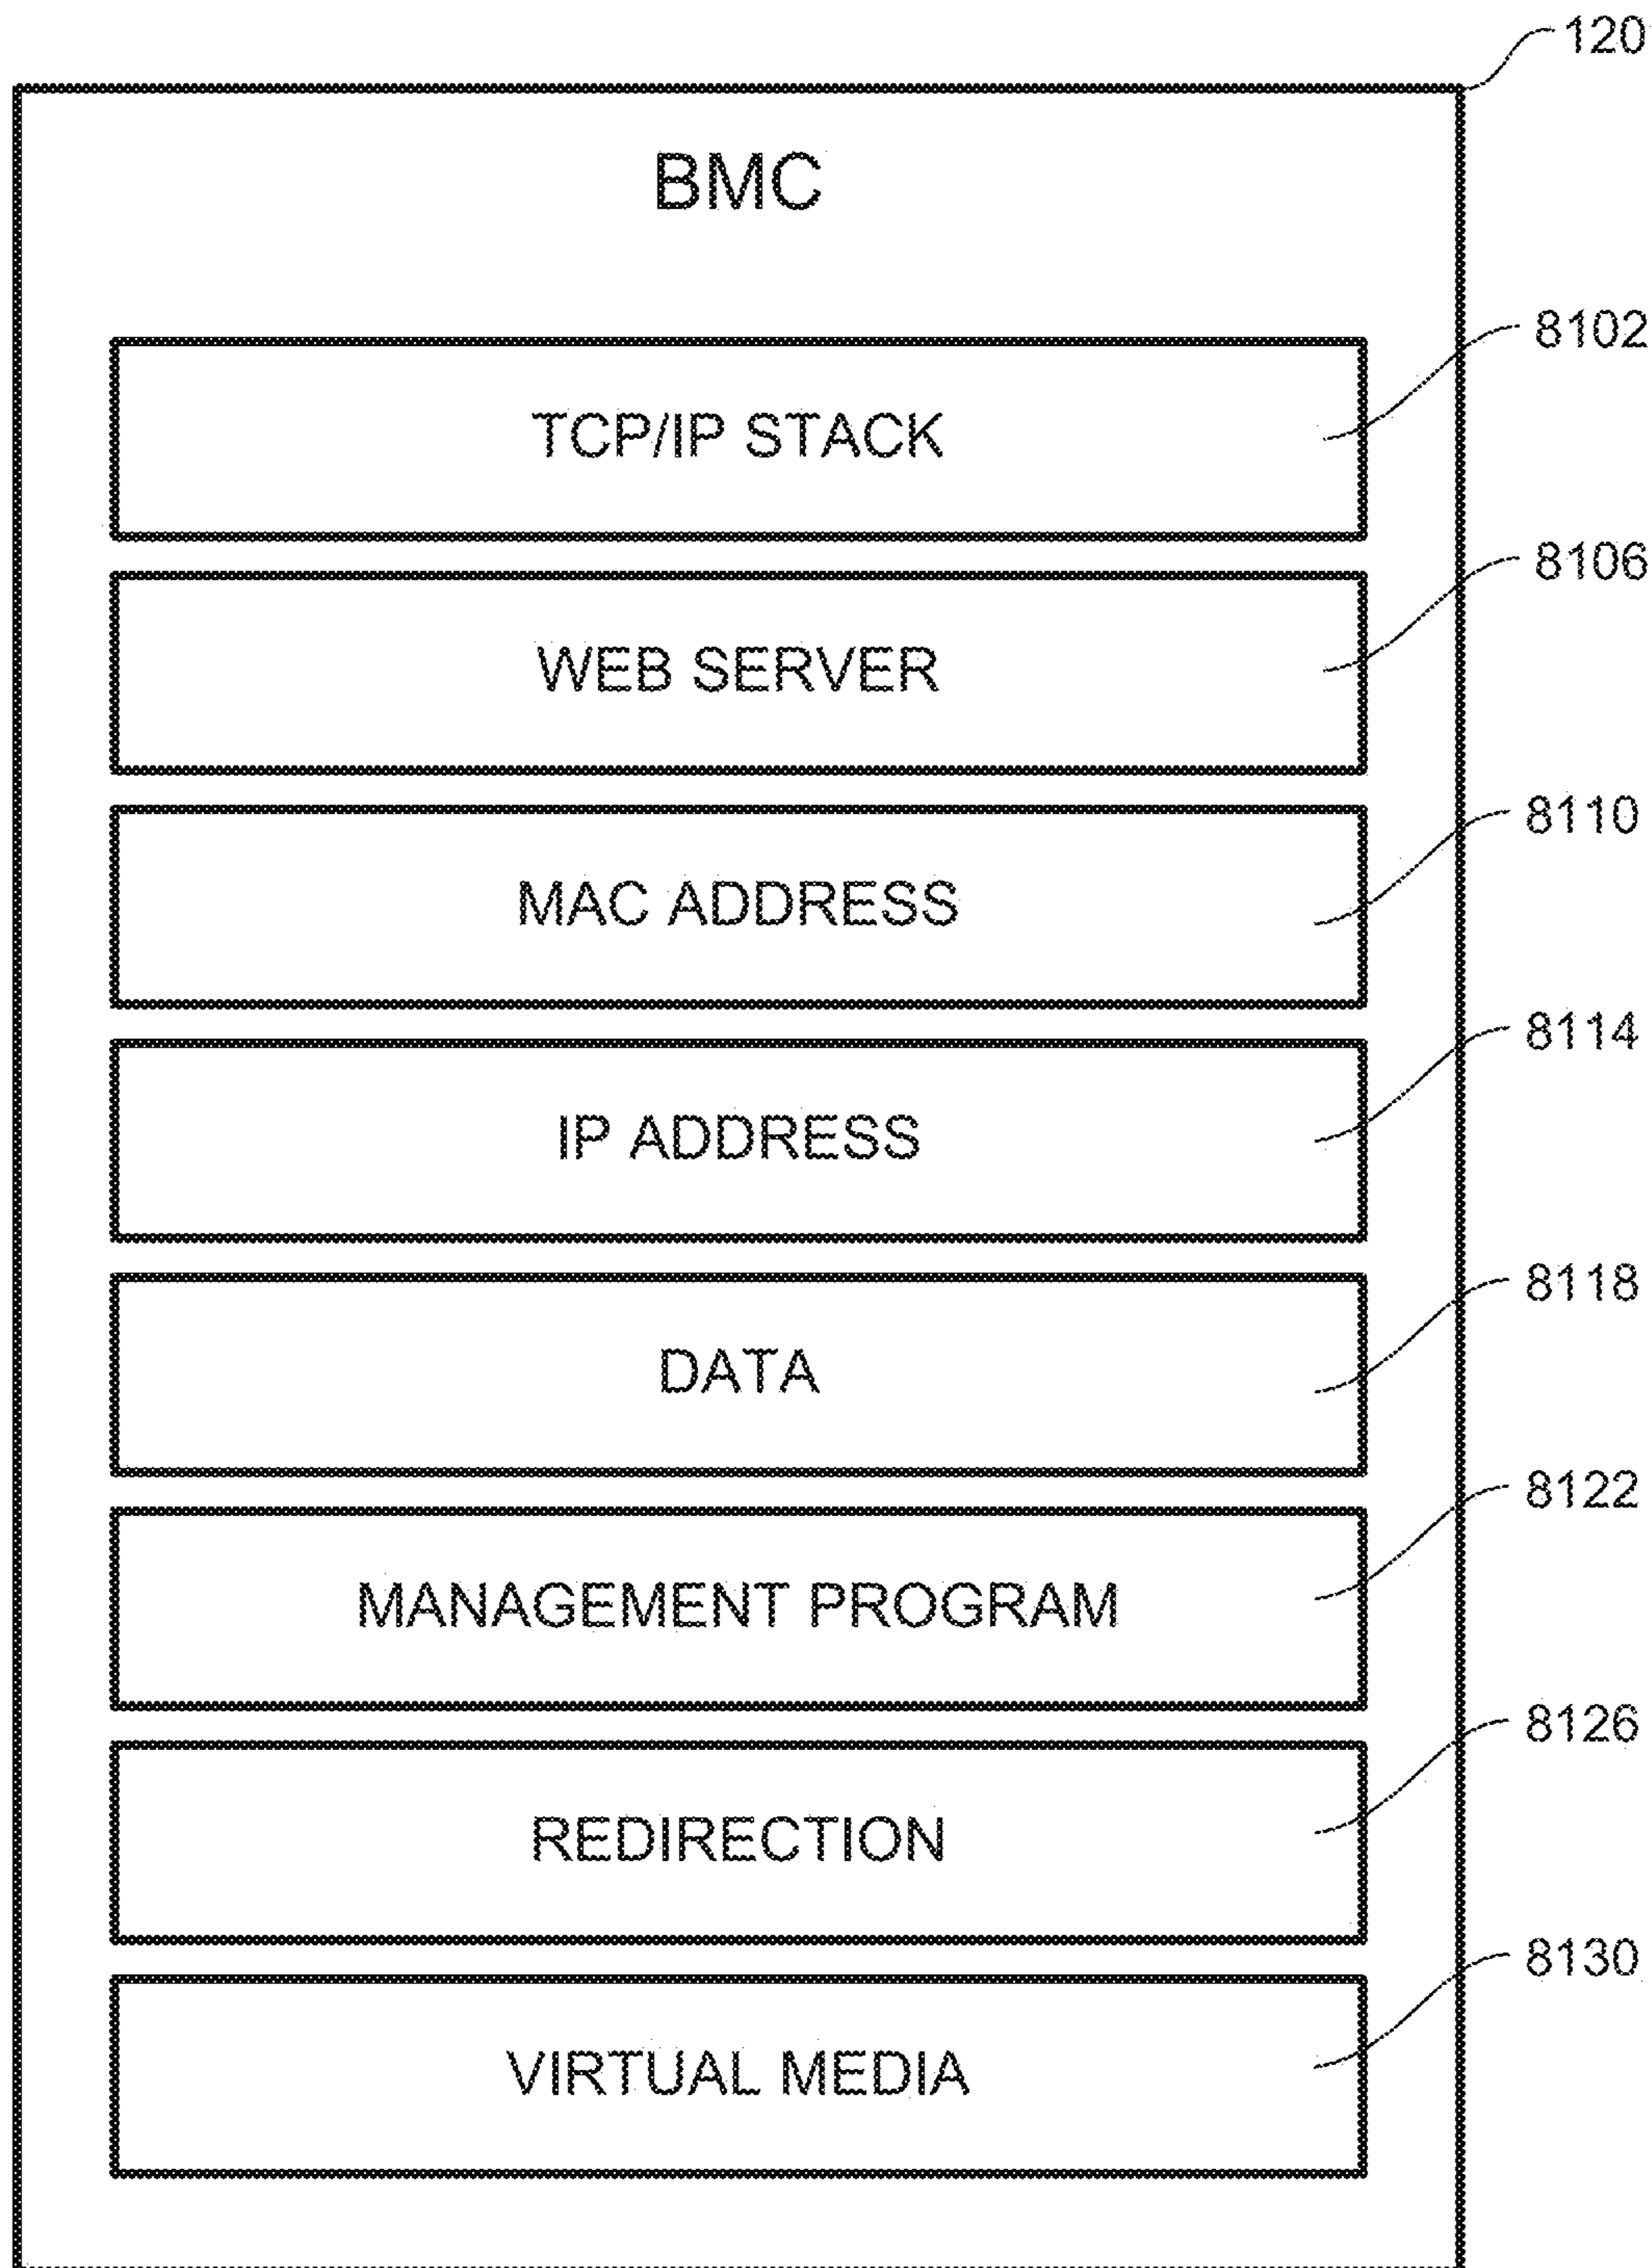 120
BMC
8102
TCP/IP STACK
8106
WEB SERVER
8110
MAC ADDRESS
8114
IP ADDRESS
8118
DATA
8122
MANAGEMENT PROGRAM
8126
REDIRECTION
8130
VIRTUAL MEDIA